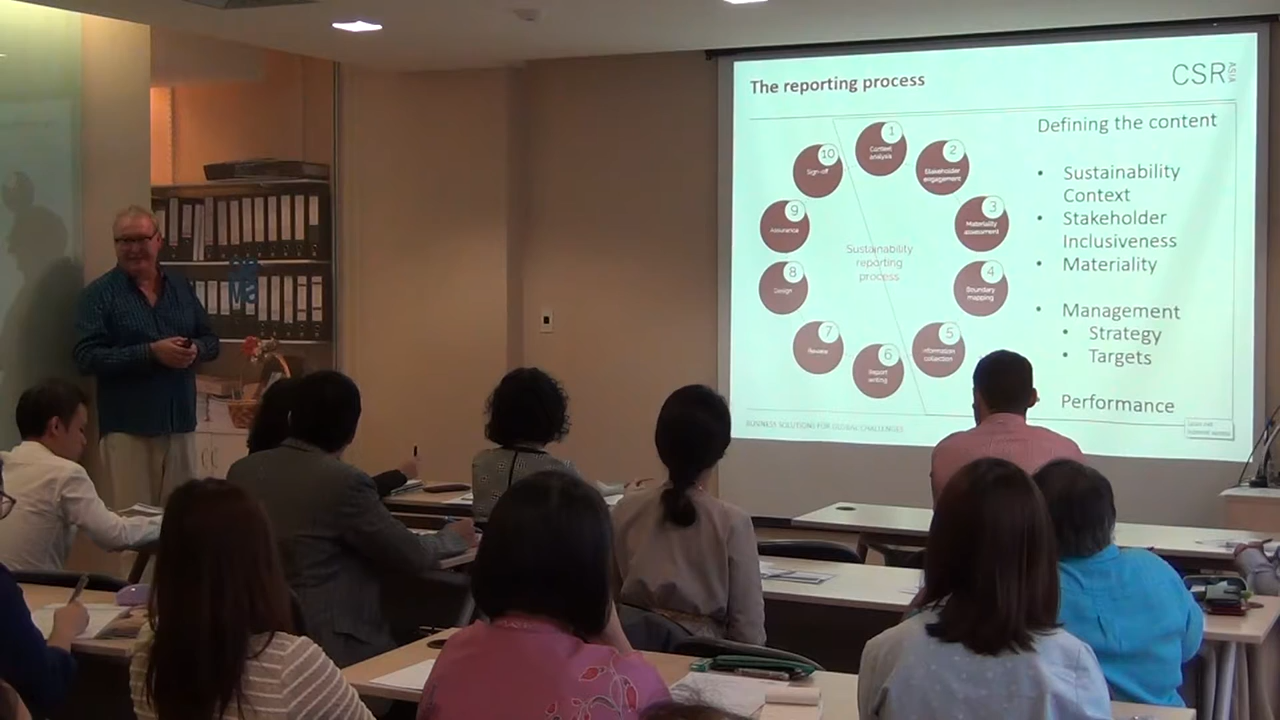 The reporting process
CSR
ASIA
1
Context
analysis
2
Stakeholder
engagement
3
Materiality
assessment
4
Boundary
mapping
5
Information
collection
6
Report
writing
7
Review
8
Design
9
Assurance
10
Sign-off
Sustainability
reporting
process
Defining the content
• Sustainability
Context
• Stakeholder
Inclusiveness
• Materiality
• Management
• Strategy
• Targets
Performance
BUSINESS SOLUTIONS FOR GLOBAL CHALLENGES